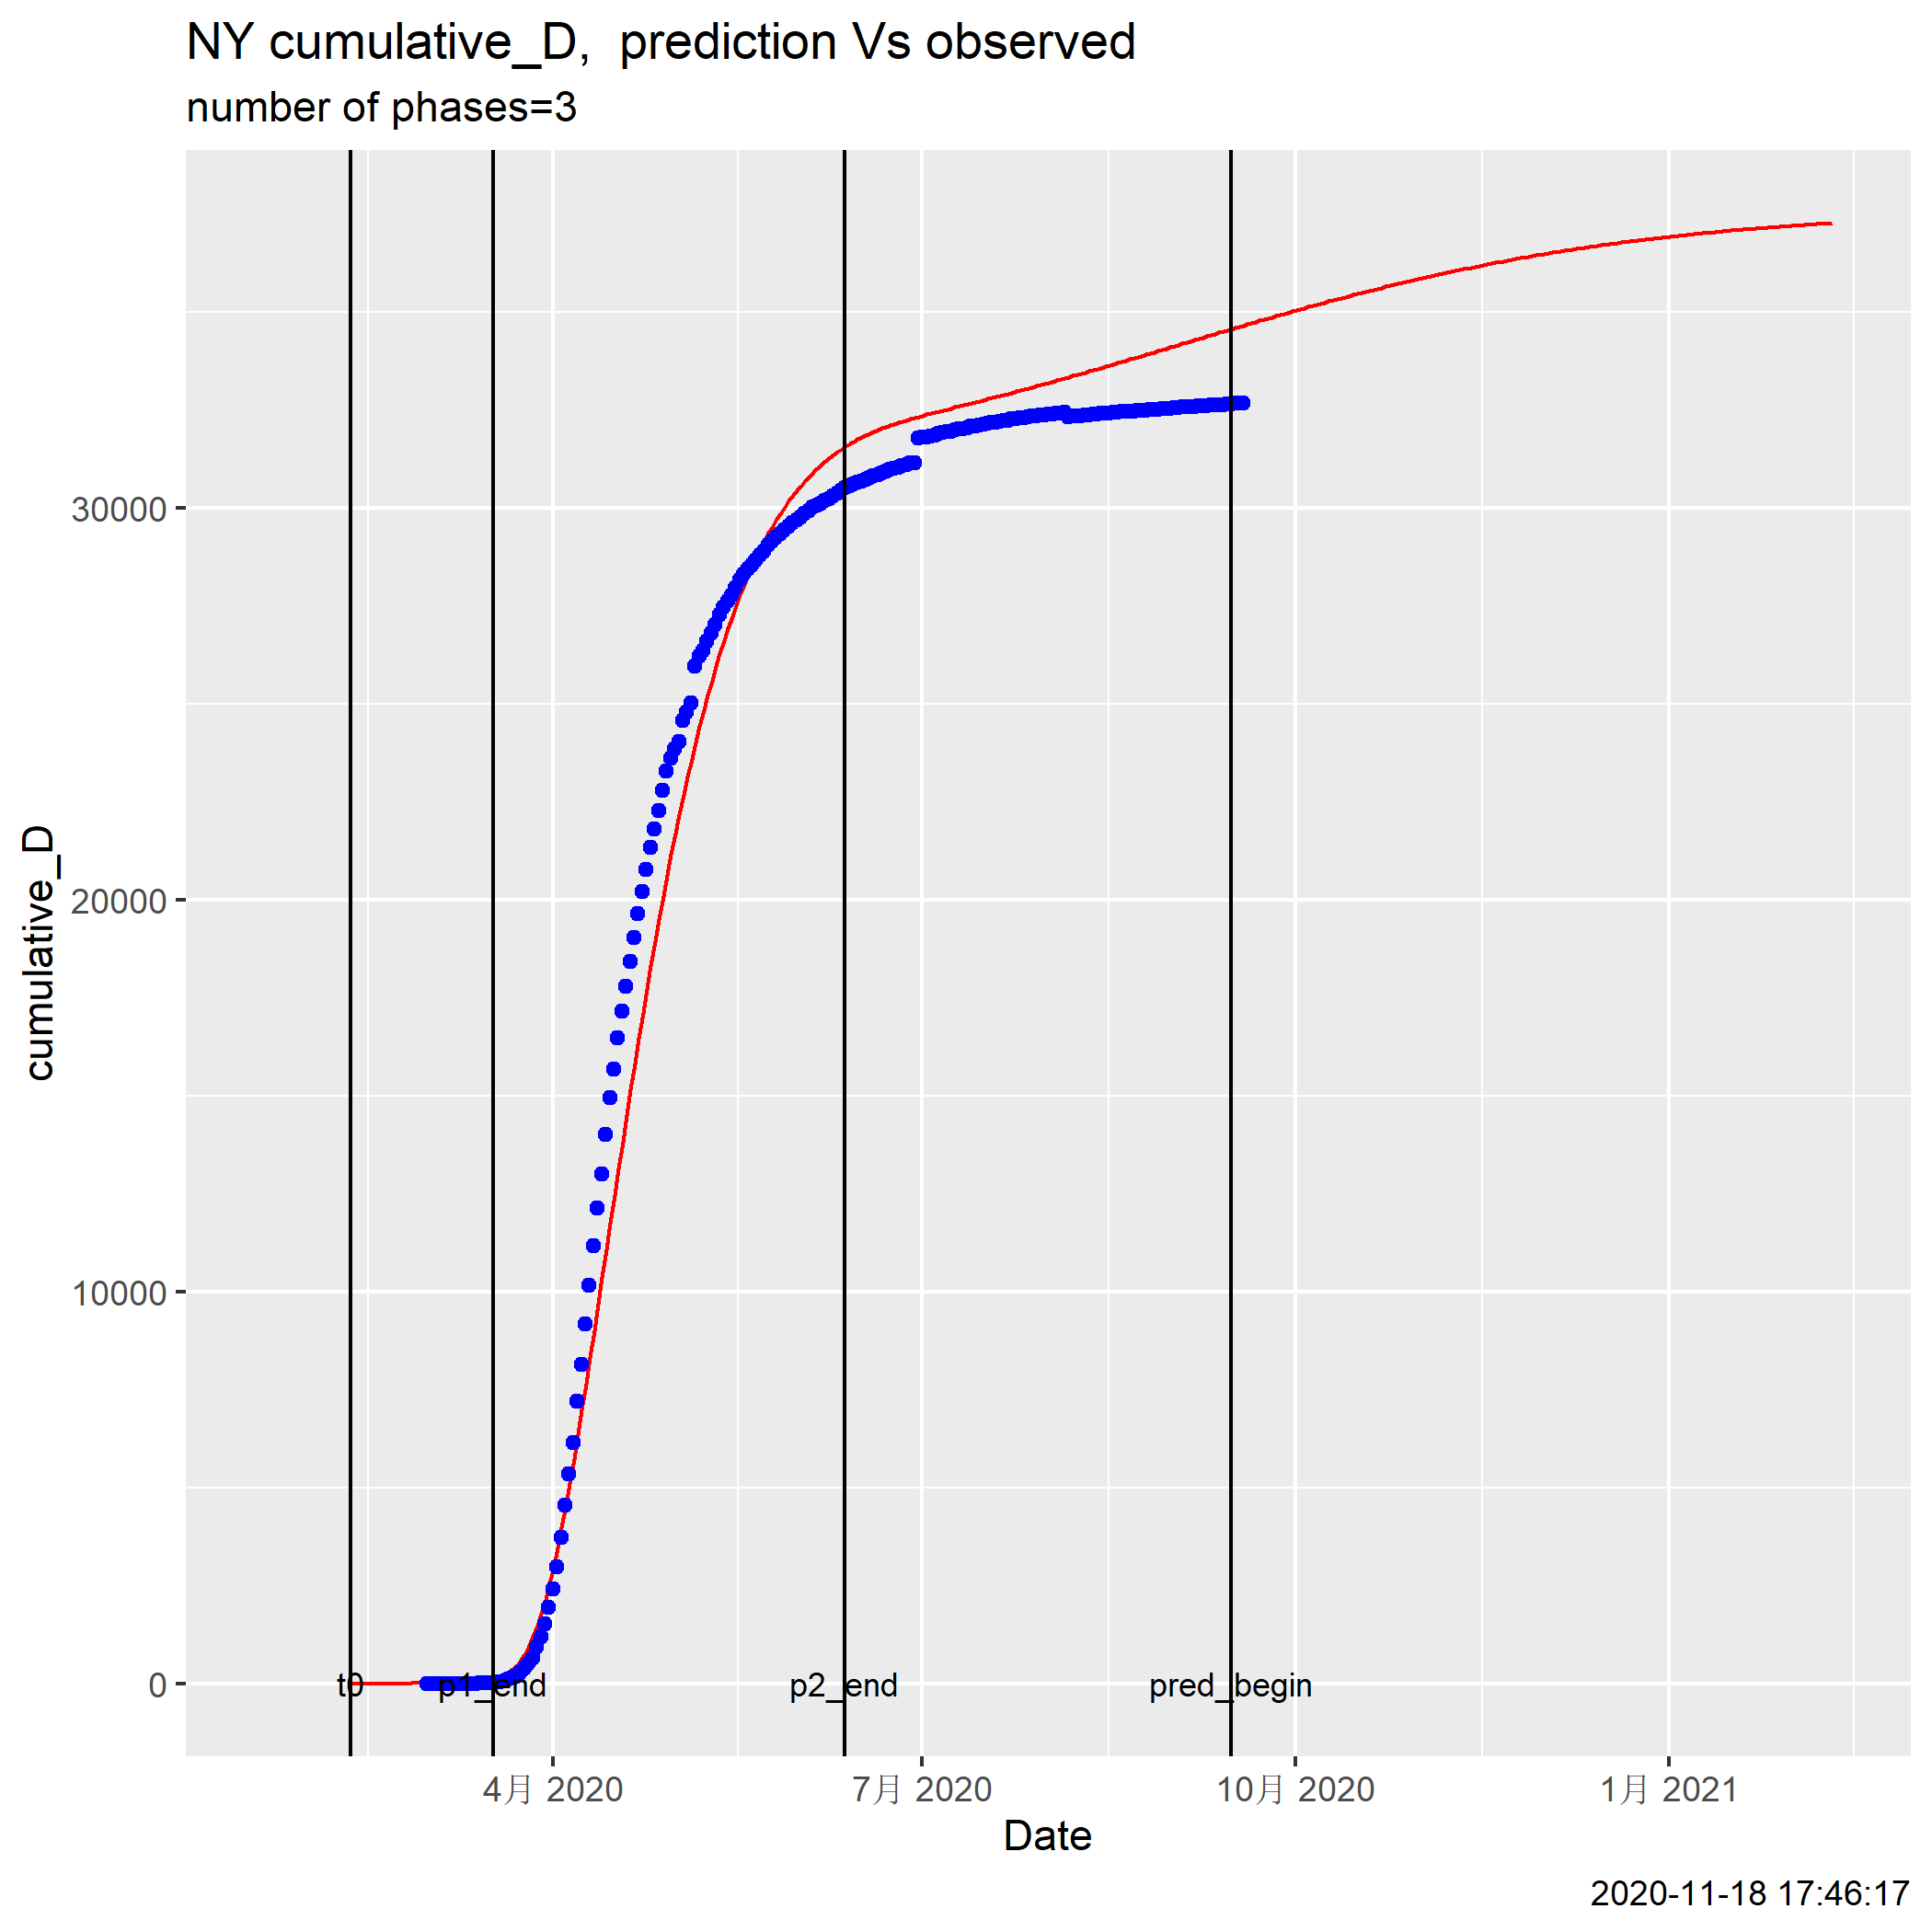 NY cumulative_D,  prediction Vs observed
number of phases=3
cumulative_D
30000
20000
10000
0
t0
p1_end
p2_end
pred_begin
4月 2020
7月 2020
10月 2020
1月 2021
Date
2020-11-18 17:46:17